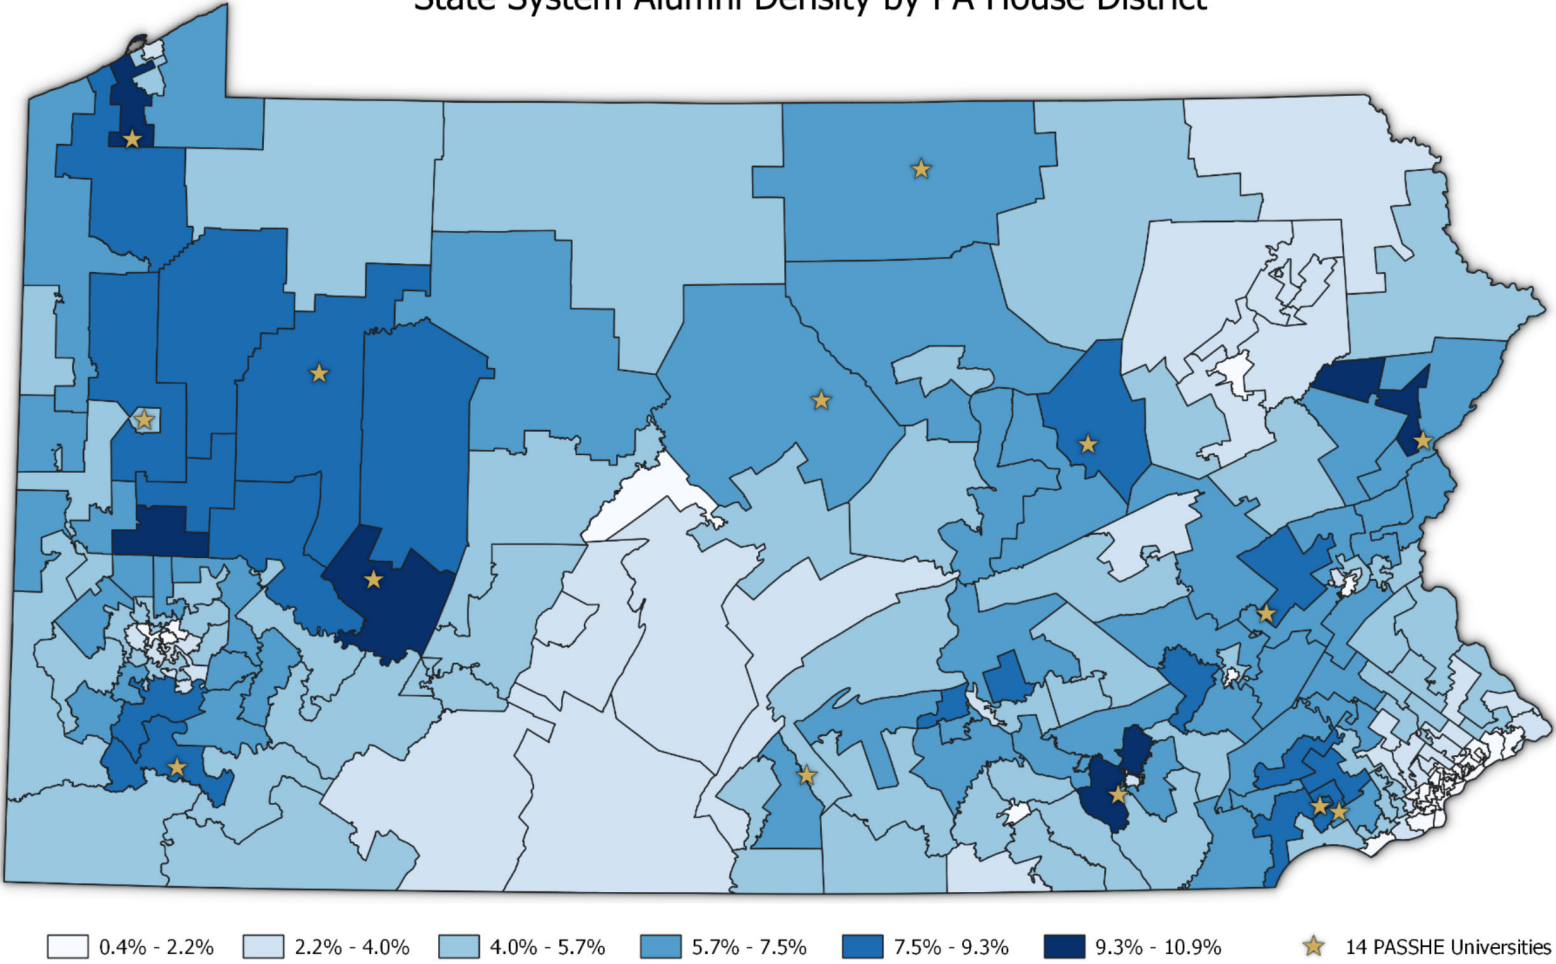 State System Alumni Density by PA House District
0.4% - 2.2% 2.2% - 4.0% 4.0% - 5.7% 5.7% - 7.5% 7.5% - 9.3% 9.3% - 10.9% 14 PASSHE Universities